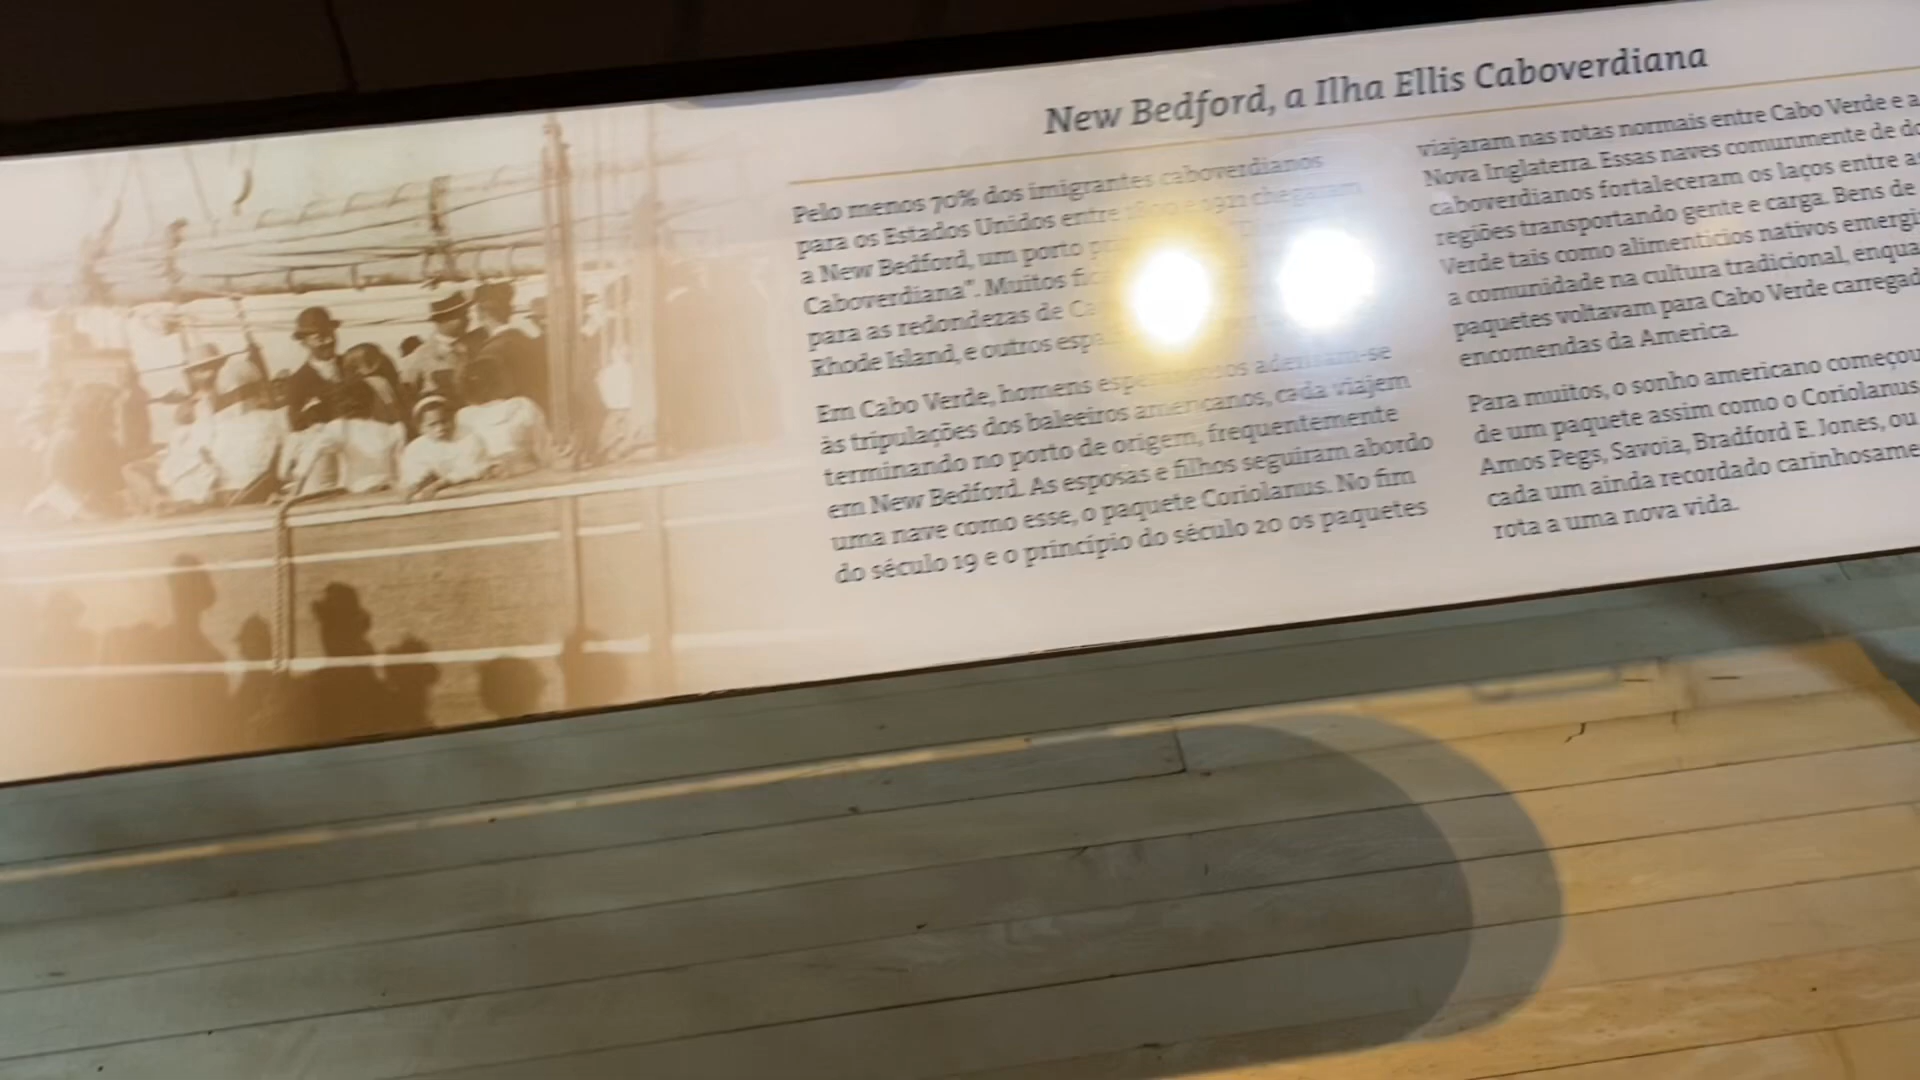 New Bedford, a Ilha Ellis Caboverdiana
Pelo menos 70% dos imigrantes caboverdianos
para os Estados Unidos entre e 1921 chegaram
a New Bedford, um porto
Caboverdiana". Muitos
para as redondezas de
Rhode Island, e outros
Em Cabo Verde, homens
às tripulações dos baleeiros americanos, cada viajem
terminando no porto de origem, frequentemente
em New Bedford. As esposas e filhos seguiram abordo
uma nave como esse, o paquete Coriolanus. No fim
do século 19 e o princípio do século 20 os paquetes
viajaram nas rotas normais entre Cabo Verde e a
Nova Inglaterra. Essas naves comunmente de
caboverdianos fortaleceram os laços entre
regiões transportando gente e carga. Bens de
Verde tais como alimentícios nativos
a comunidade na cultura tradicional,
paquetes voltavam para Cabo Verde
encomendas da America.
Para muitos, o sonho americano começou
de um paquete assim como o Coriolanus,
Amos Pegs, Savoia, Bradford E. Jones, ou
cada um ainda recordado
rota a uma nova vida.